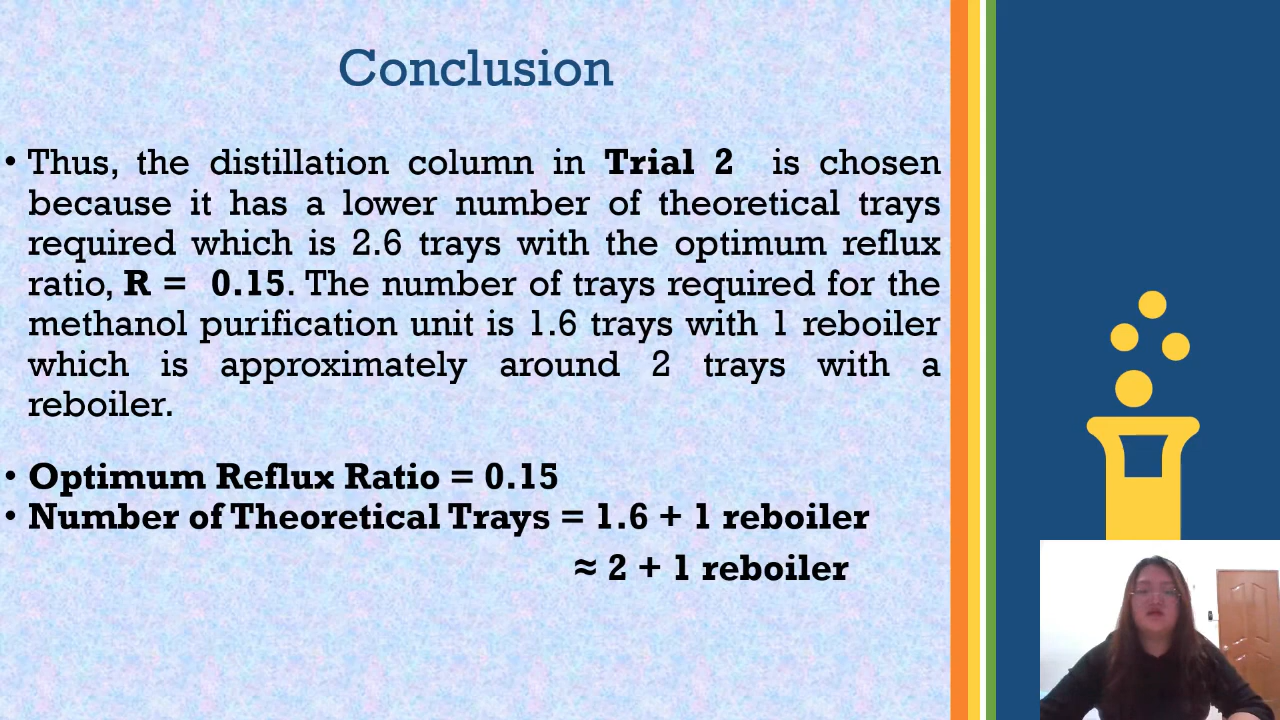 Conclusion
• Thus, the distillation column in Trial 2 is chosen
because it has a lower number of theoretical trays
required which is 2.6 trays with the optimum reflux
ratio, R = 0.15. The number of trays required for the
methanol purification unit is 1.6 trays with 1 reboiler
which is approximately around 2 trays with a
reboiler.
• Optimum Reflux Ratio = 0.15
• Number of Theoretical Trays = 1.6 + 1 reboiler
≈ 2 + 1 reboiler